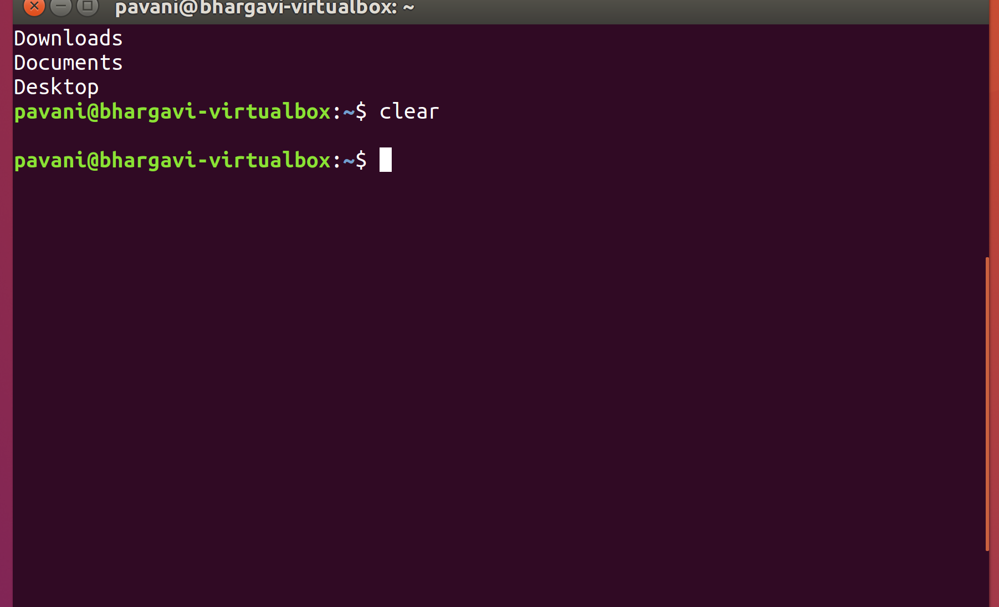 pavani@bhargavi-virtualbox: ~
Downloads
Documents
Desktop
pavani@bhargavi-virtualbox:~$ clear
pavani@bhargavi-virtualbox:~$